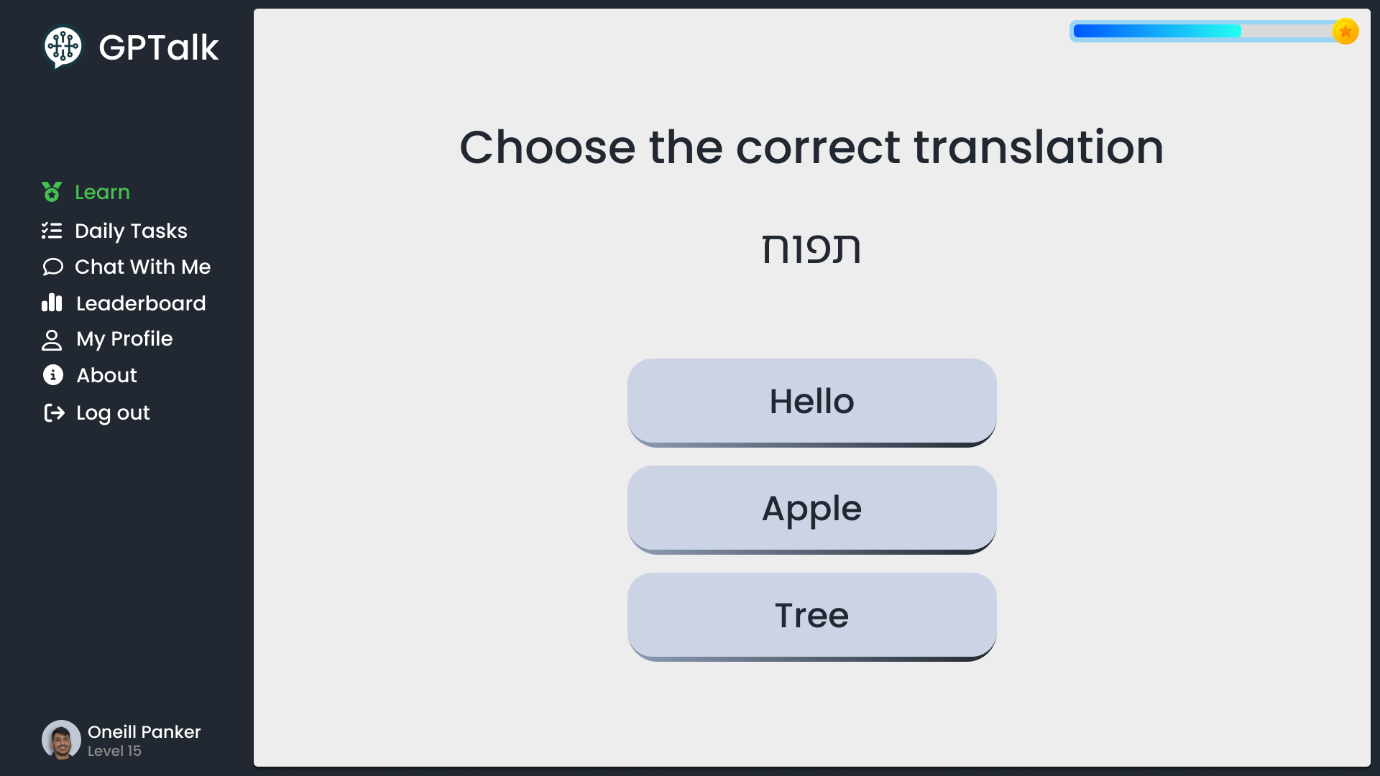 GPTalk
Learn
Daily Tasks
Chat With Me
Leaderboard
My Profile
About
Log out
Oneill Panker
Level 15
Choose the correct translation
תפוח
Hello
Apple
Tree